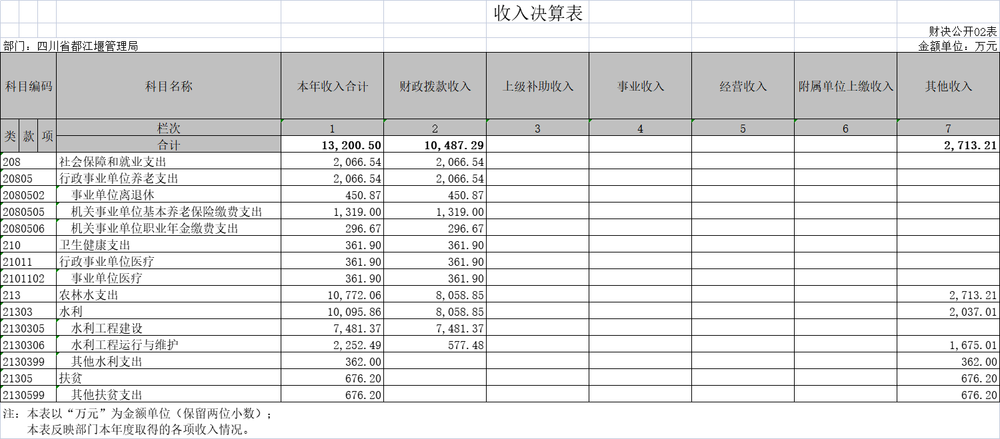 收入决算表
财决公开02表
部门：四川省都江堰管理局 金额单位：万元
科目编码 科目名称 本年收入合计 财政拨款收入 上级补助收入 事业收入 经营收入 附属单位上缴收入 其他收入
类 款 项 栏次 1 2 3 4 5 6 7
合计 13,200.50 10,487.29 2,713.21
208 社会保障和就业支出 2,066.54 2,066.54
20805 行政事业单位养老支出 2,066.54 2,066.54
2080502 事业单位离退休 450.87 450.87
2080505 机关事业单位基本养老保险缴费支出 1,319.00 1,319.00
2080506 机关事业单位职业年金缴费支出 296.67 296.67
210 卫生健康支出 361.90 361.90
21011 行政事业单位医疗 361.90 361.90
2101102 事业单位医疗 361.90 361.90
213 农林水支出 10,772.06 8,058.85 2,713.21
21303 水利 10,095.86 8,058.85 2,037.01
2130305 水利工程建设 7,481.37 7,481.37
2130306 水利工程运行与维护 2,252.49 577.48 1,675.01
2130399 其他水利支出 362.00 362.00
21305 扶贫 676.20 676.20
2130599 其他扶贫支出 676.20 676.20
注：本表以“万元”为金额单位（保留两位小数）；
本表反映部门本年度取得的各项收入情况。